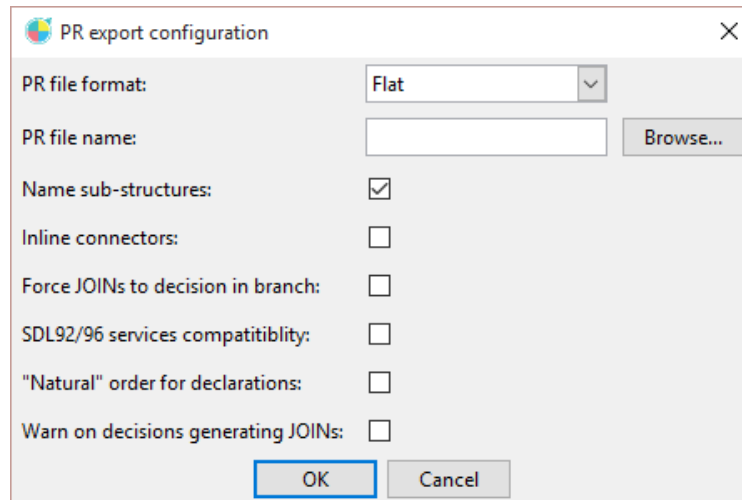 PR export configuration
PR file format: Flat
PR file name: Browse...
Name sub-structures:
Inline connectors:
Force JOINs to decision in branch:
SDL92/96 services compatitiblity:
"Natural" order for declarations:
Warn on decisions generating JOINs:
OK Cancel